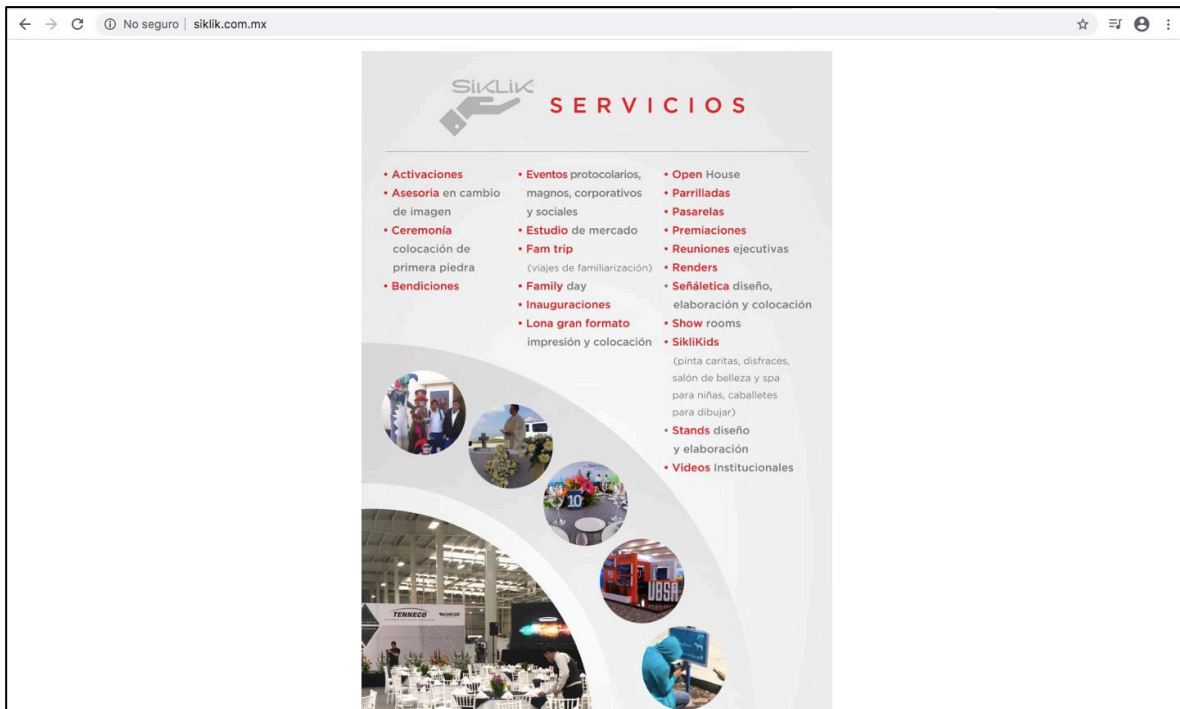 No seguro
siklik.com.mx
SiKLiK
SERVICIOS
• Activaciones
• Asesoria en cambio
de imagen
• Ceremonía
colocación de
primera piedra
• Bendiciones
• Eventos protocolarios,
magnos, corporativos
y sociales
• Estudio de mercado
• Fam trip
(viajes de familiarización)
• Family day
• Inauguraciones
• Lona gran formato
impresión y colocación
• Open House
• Parrilladas
• Pasarelas
• Premiaciones
• Reuniones ejecutivas
• Renders
• Señáletica diseño,
elaboración y colocación
• Show rooms
• SikliKids
(pinta caritas, disfraces,
salón de belleza y spa
para niñas, caballetes
para dibujar)
• Stands diseño
y elaboración
• Videos Institucionales
10
TENNECO